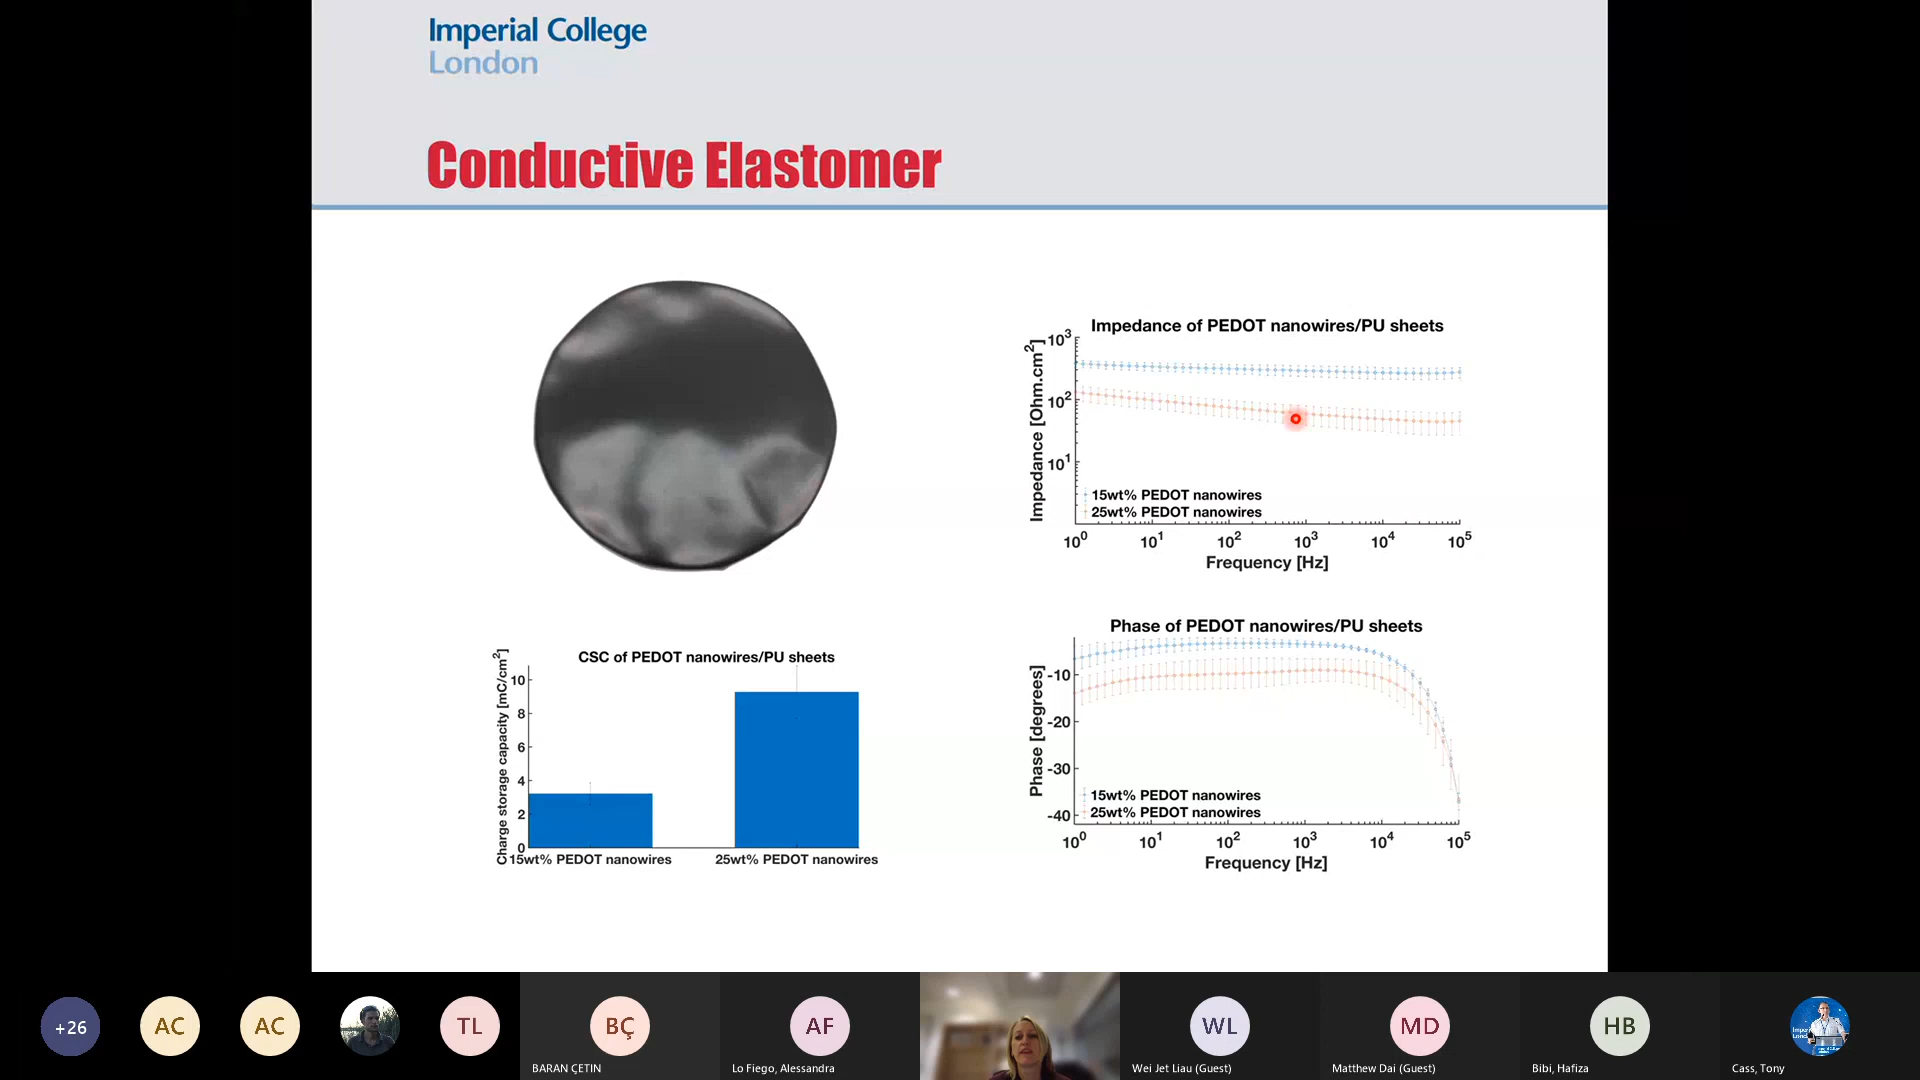 Imperial College
London
Conductive Elastomer
Impedance of PEDOT nanowires/PU sheets
Impedance [Ohm.cm²]
10³
10²
10¹
15wt% PEDOT nanowires
25wt% PEDOT nanowires
10⁰ 10¹ 10² 10³ 10⁴ 10⁵
Frequency [Hz]
CSC of PEDOT nanowires/PU sheets
Charge storage capacity [mC/cm²]
10
8
6
4
2
0
15wt% PEDOT nanowires 25wt% PEDOT nanowires
Phase of PEDOT nanowires/PU sheets
Phase [degrees]
-10
-20
-30
-40
15wt% PEDOT nanowires
25wt% PEDOT nanowires
10⁰ 10¹ 10² 10³ 10⁴ 10⁵
Frequency [Hz]
+26 AC AC TL BÇ AF WL MD HB
BARAN ÇETIN Lo Fiego, Alessandra Wei Jet Liau (Guest) Matthew Dai (Guest) Bibi, Hafiza Cass, Tony